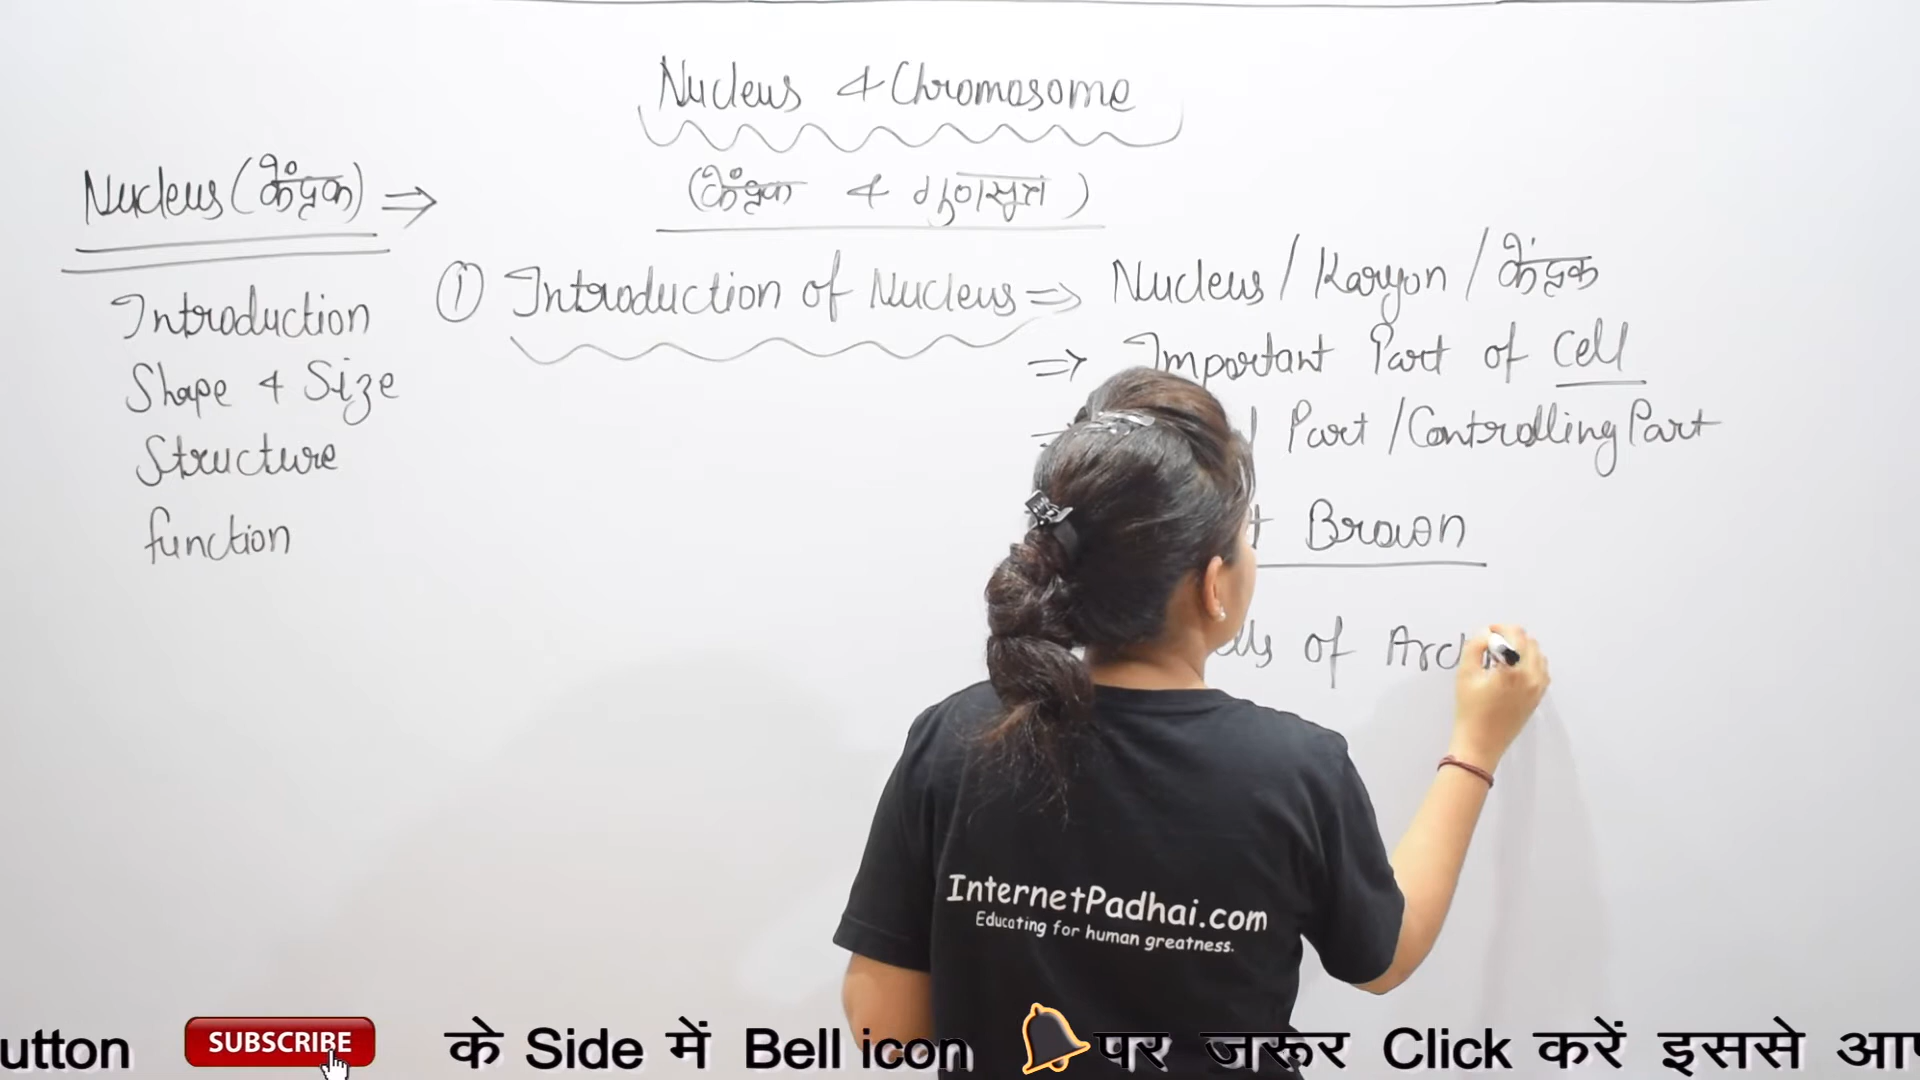 Nucleus & Chromosome
(केंद्रक & गुणसूत्र)
Nucleus (केंद्रक) ⇒
Introduction
Shape & Size
Structure
function
① Introduction of Nucleus ⇒ Nucleus / Karyon / केंद्रक
⇒ Important Part of Cell
Part / Controlling Part
Brown
of
InternetPadhai.com
Educating for human greatness.
utton SUBSCRIBE के Side में Bell icon पर जरूर Click करें इससे